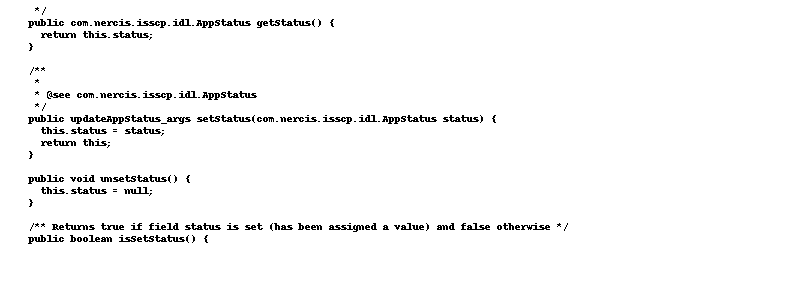 */
public com.nercis.isscp.idl.AppStatus getStatus() {
return this.status;
}
/**
*
* @see com.nercis.isscp.idl.AppStatus
*/
public updateAppStatus_args setStatus(com.nercis.isscp.idl.AppStatus status) {
this.status = status;
return this;
}
public void unsetStatus() {
this.status = null;
}
/** Returns true if field status is set (has been assigned a value) and false otherwise */
public boolean isSetStatus() {